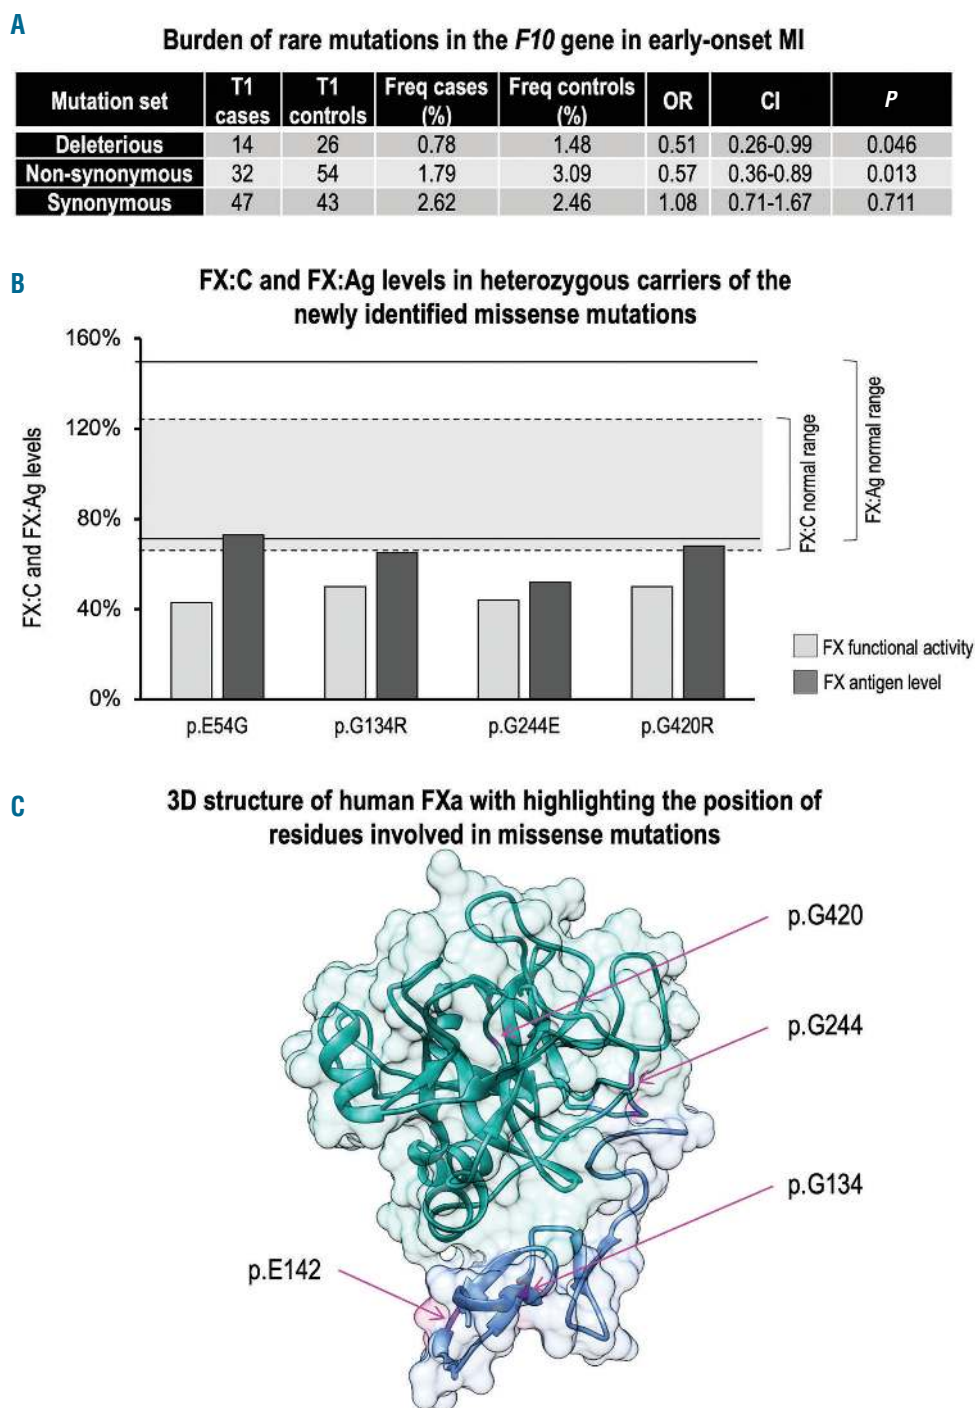 A
Burden of rare mutations in the F10 gene in early-onset MI
Mutation set T1 cases T1 controls Freq cases (%) Freq controls (%) OR CI P
Deleterious 14 26 0.78 1.48 0.51 0.26-0.99 0.046
Non-synonymous 32 54 1.79 3.09 0.57 0.36-0.89 0.013
Synonymous 47 43 2.62 2.46 1.08 0.71-1.67 0.711
B
FX:C and FX:Ag levels in heterozygous carriers of the
newly identified missense mutations
FX:C and FX:Ag levels
160%
120%
80%
40%
0%
FX:C normal range
FX:Ag normal range
FX functional activity
FX antigen level
p.E54G p.G134R p.G244E p.G420R
C
3D structure of human FXa with highlighting the position of
residues involved in missense mutations
p.G420
p.G244
p.G134
p.E142